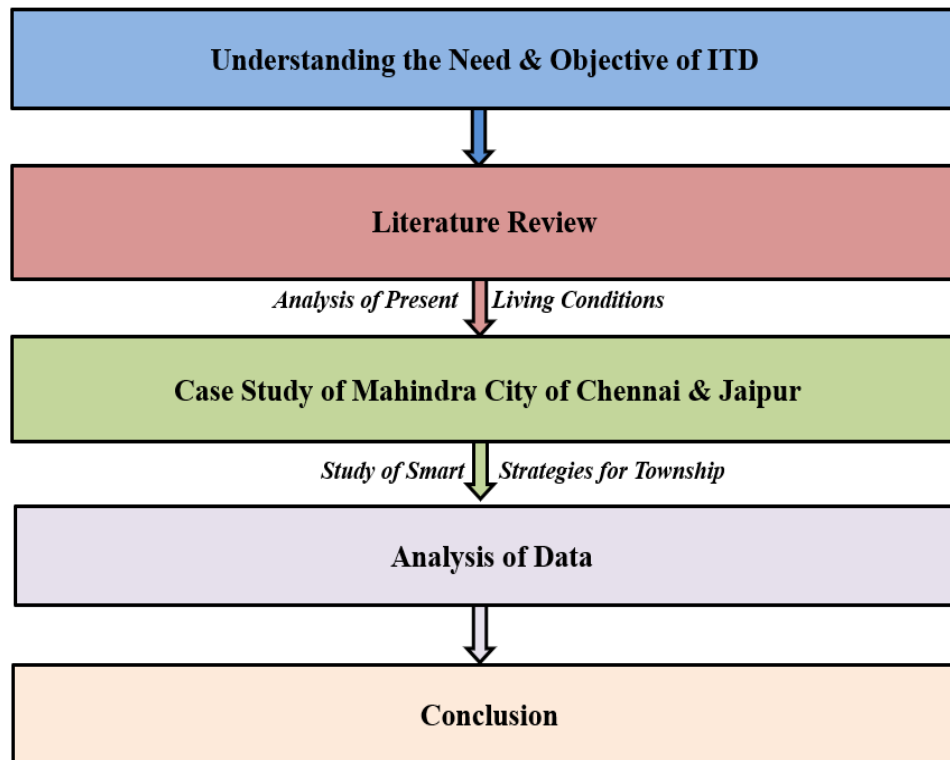 Understanding the Need & Objective of ITD
Literature Review
Analysis of Present Living Conditions
Case Study of Mahindra City of Chennai & Jaipur
Study of Smart Strategies for Township
Analysis of Data
Conclusion